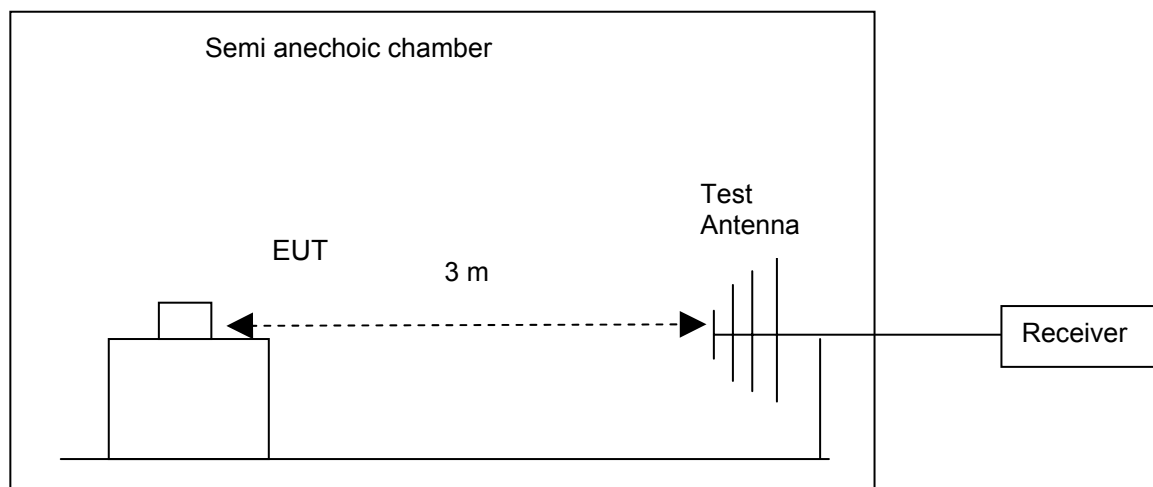 Semi anechoic chamber
Test
Antenna
EUT
3 m
Receiver